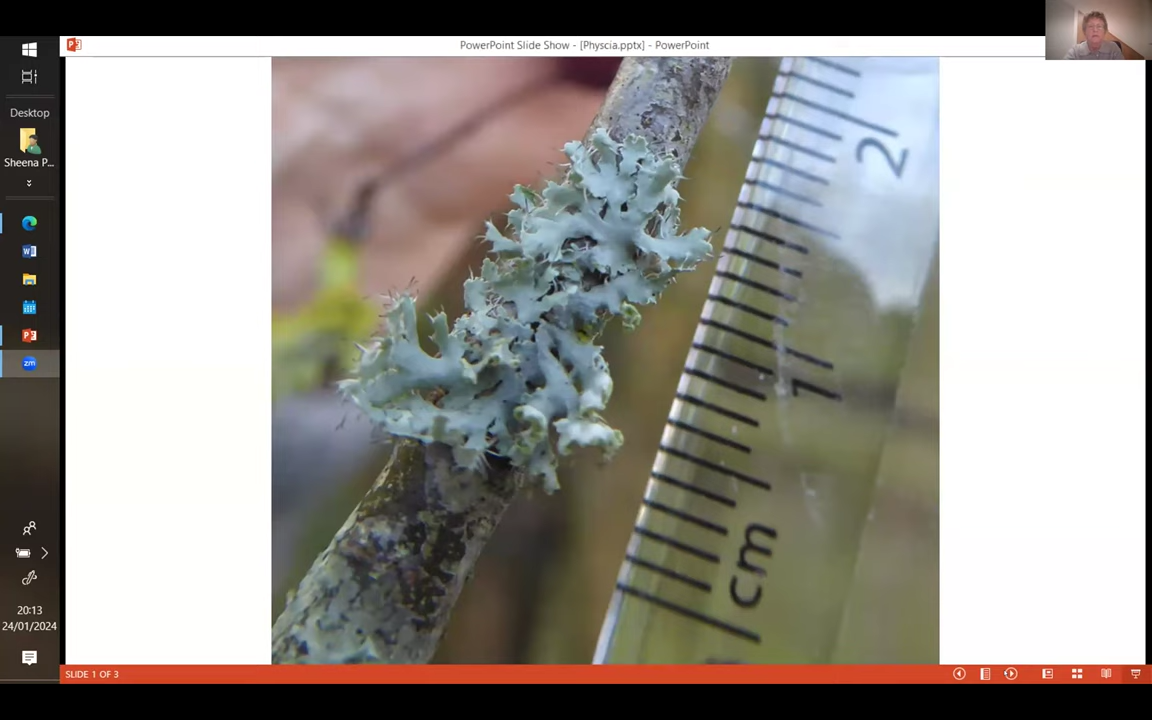 PowerPoint Slide Show - [Physcia.pptx] - PowerPoint
Desktop
Sheena P...
zm
20:13
24/01/2024
2
1
cm
SLIDE 1 OF 3